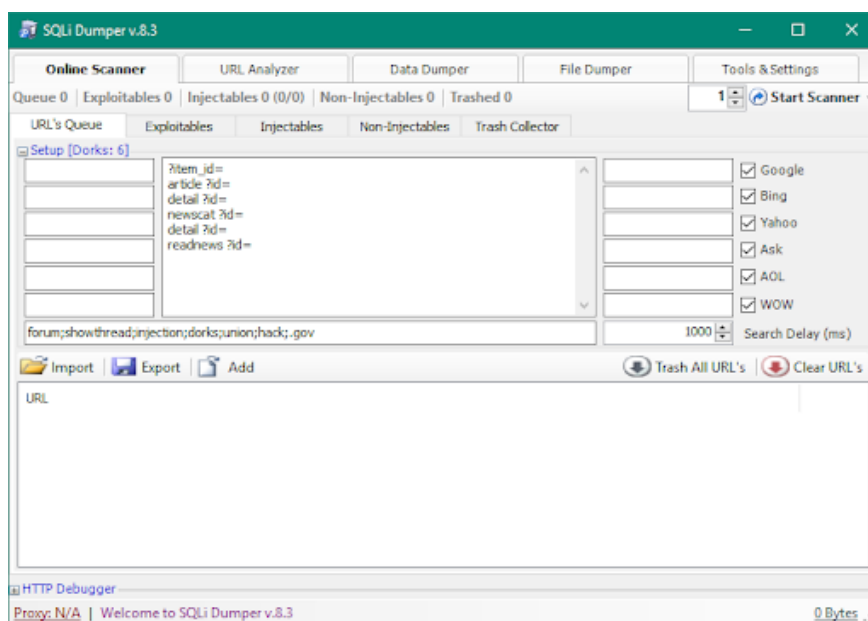 SQLi Dumper v.8.3
Online Scanner URL Analyzer Data Dumper File Dumper Tools & Settings
Queue 0 | Exploitables 0 | Injectables 0 (0/0) | Non-Injectables 0 | Trashed 0 1 Start Scanner
URL's Queue Exploitables Injectables Non-Injectables Trash Collector
Setup [Dorks: 6]
?item_id=
article ?id=
detail ?id=
newscat ?id=
detail ?id=
readnews ?id=
Google
Bing
Yahoo
Ask
AOL
WOW
forum;showthread;injection;dorks;union;hack;.gov 1000 Search Delay (ms)
Import Export Add Trash All URL's Clear URL's
URL
HTTP Debugger
Proxy: N/A | Welcome to SQLi Dumper v.8.3 0 Bytes